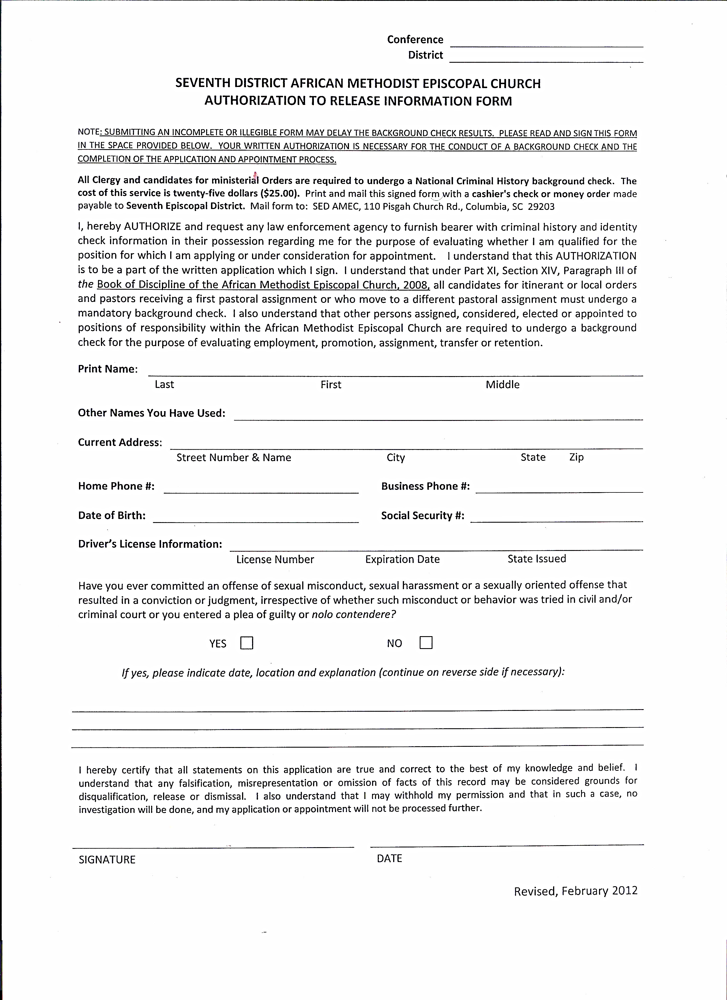 Conference
District
SEVENTH DISTRICT AFRICAN METHODIST EPISCOPAL CHURCH
AUTHORIZATION TO RELEASE INFORMATION FORM
NOTE: SUBMITTING AN INCOMPLETE OR ILLEGIBLE FORM MAY DELAY THE BACKGROUND CHECK RESULTS. PLEASE READ AND SIGN THIS FORM
IN THE SPACE PROVIDED BELOW. YOUR WRITTEN AUTHORIZATION IS NECESSARY FOR THE CONDUCT OF A BACKGROUND CHECK AND THE
COMPLETION OF THE APPLICATION AND APPOINTMENT PROCESS.
All Clergy and candidates for ministerial Orders are required to undergo a National Criminal History background check. The
cost of this service is twenty-five dollars ($25.00). Print and mail this signed form with a cashier's check or money order made
payable to Seventh Episcopal District. Mail form to: SED AMEC, 110 Pisgah Church Rd., Columbia, SC 29203
I, hereby AUTHORIZE and request any law enforcement agency to furnish bearer with criminal history and identity
check information in their possession regarding me for the purpose of evaluating whether I am qualified for the
position for which I am applying or under consideration for appointment. I understand that this AUTHORIZATION
is to be a part of the written application which I sign. I understand that under Part XI, Section XIV, Paragraph III of
the Book of Discipline of the African Methodist Episcopal Church, 2008, all candidates for itinerant or local orders
and pastors receiving a first pastoral assignment or who move to a different pastoral assignment must undergo a
mandatory background check. I also understand that other persons assigned, considered, elected or appointed to
positions of responsibility within the African Methodist Episcopal Church are required to undergo a background
check for the purpose of evaluating employment, promotion, assignment, transfer or retention.
Print Name:
Last First Middle
Other Names You Have Used:
Current Address:
Street Number & Name City State Zip
Home Phone #: Business Phone #:
Date of Birth: Social Security #:
Driver's License Information:
License Number Expiration Date State Issued
Have you ever committed an offense of sexual misconduct, sexual harassment or a sexually oriented offense that
resulted in a conviction or judgment, irrespective of whether such misconduct or behavior was tried in civil and/or
criminal court or you entered a plea of guilty or nolo contendere?
YES NO
If yes, please indicate date, location and explanation (continue on reverse side if necessary):
I hereby certify that all statements on this application are true and correct to the best of my knowledge and belief. I
understand that any falsification, misrepresentation or omission of facts of this record may be considered grounds for
disqualification, release or dismissal. I also understand that I may withhold my permission and that in such a case, no
investigation will be done, and my application or appointment will not be processed further.
SIGNATURE DATE
Revised, February 2012